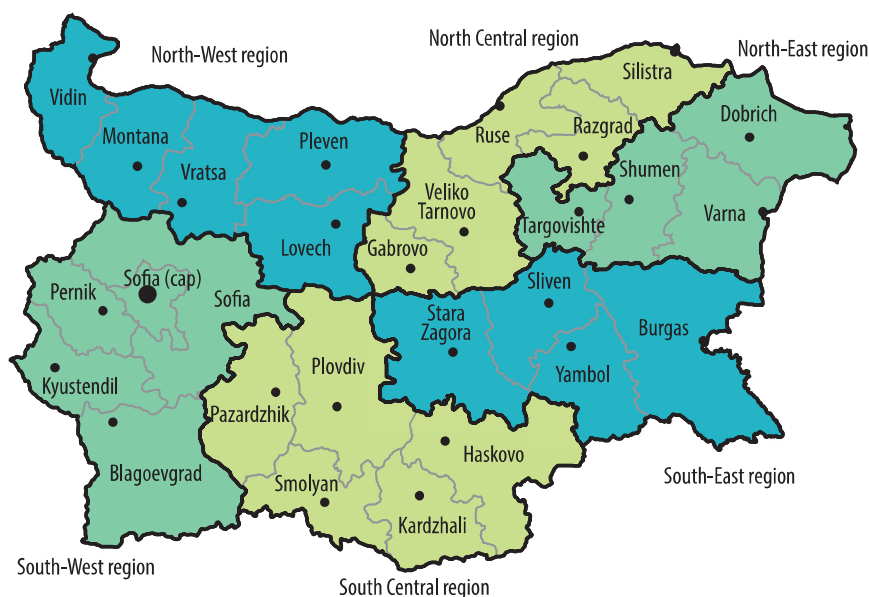 North-West region
North Central region
North-East region
Vidin
Montana
Vratsa
Pleven
Lovech
Silistra
Ruse
Razgrad
Veliko
Tarnovo
Gabrovo
Dobrich
Shumen
Targovishte
Varna
Sofia (cap)
Pernik
Sofia
Kyustendil
Blagoevgrad
Plovdiv
Pazardzhik
Smolyan
Haskovo
Kardzhali
Stara
Zagora
Sliven
Yambol
Burgas
South-East region
South-West region
South Central region